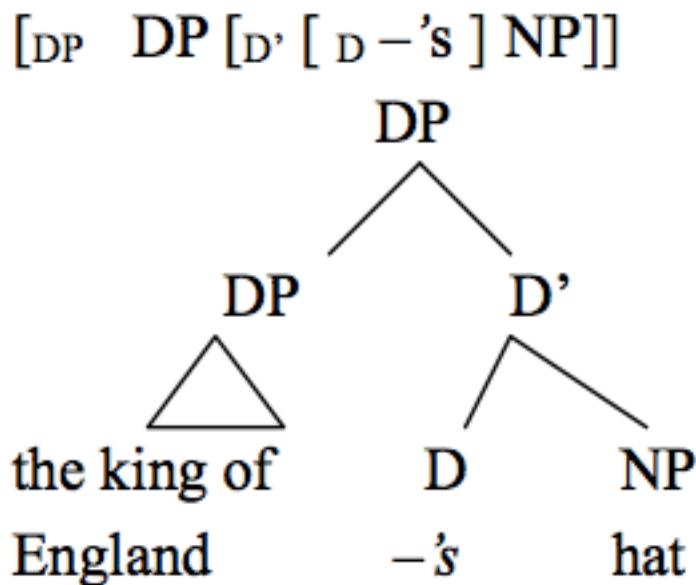 [DP DP [D’ [ D –’s ] NP]]
DP
DP D’
the king of D NP
England –’s hat